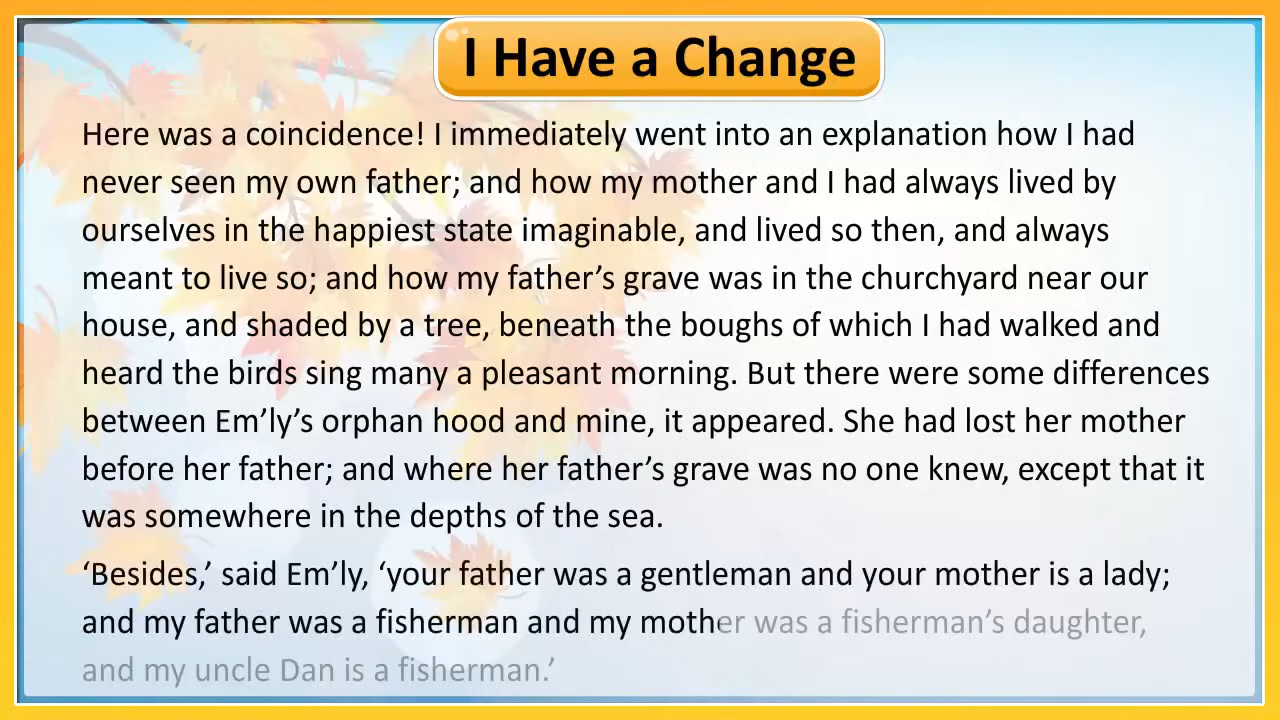 I Have a Change
Here was a coincidence! I immediately went into an explanation how I had
never seen my own father; and how my mother and I had always lived by
ourselves in the happiest state imaginable, and lived so then, and always
meant to live so; and how my father’s grave was in the churchyard near our
house, and shaded by a tree, beneath the boughs of which I had walked and
heard the birds sing many a pleasant morning. But there were some differences
between Em’ly’s orphan hood and mine, it appeared. She had lost her mother
before her father; and where her father’s grave was no one knew, except that it
was somewhere in the depths of the sea.
‘Besides,’ said Em’ly, ‘your father was a gentleman and your mother is a lady;
and my father was a fisherman and my mother was a fisherman’s daughter,
and my uncle Dan is a fisherman.’